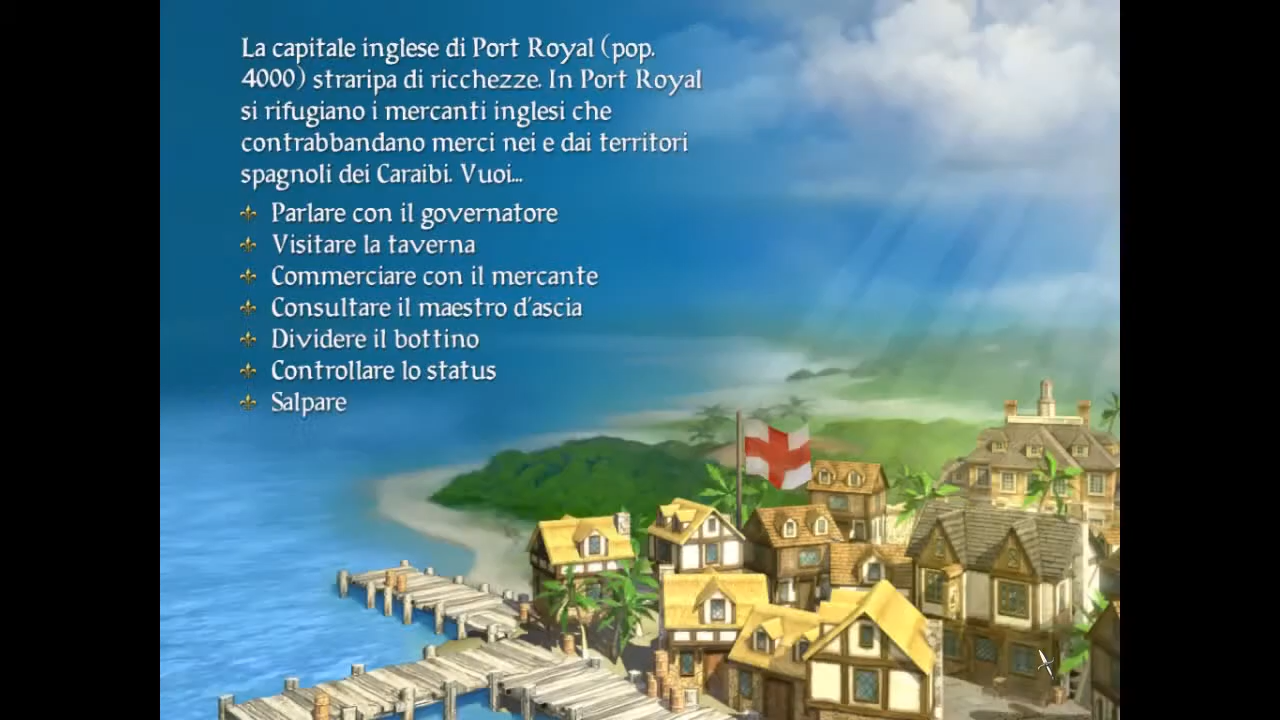 La capitale inglese di Port Royal (pop.
4000) straripa di ricchezze. In Port Royal
si rifugiano i mercanti inglesi che
contrabbandano merci nei e dai territori
spagnoli dei Caraibi. Vuoi...
Parlare con il governatore
Visitare la taverna
Commerciare con il mercante
Consultare il maestro d'ascia
Dividere il bottino
Controllare lo status
Salpare